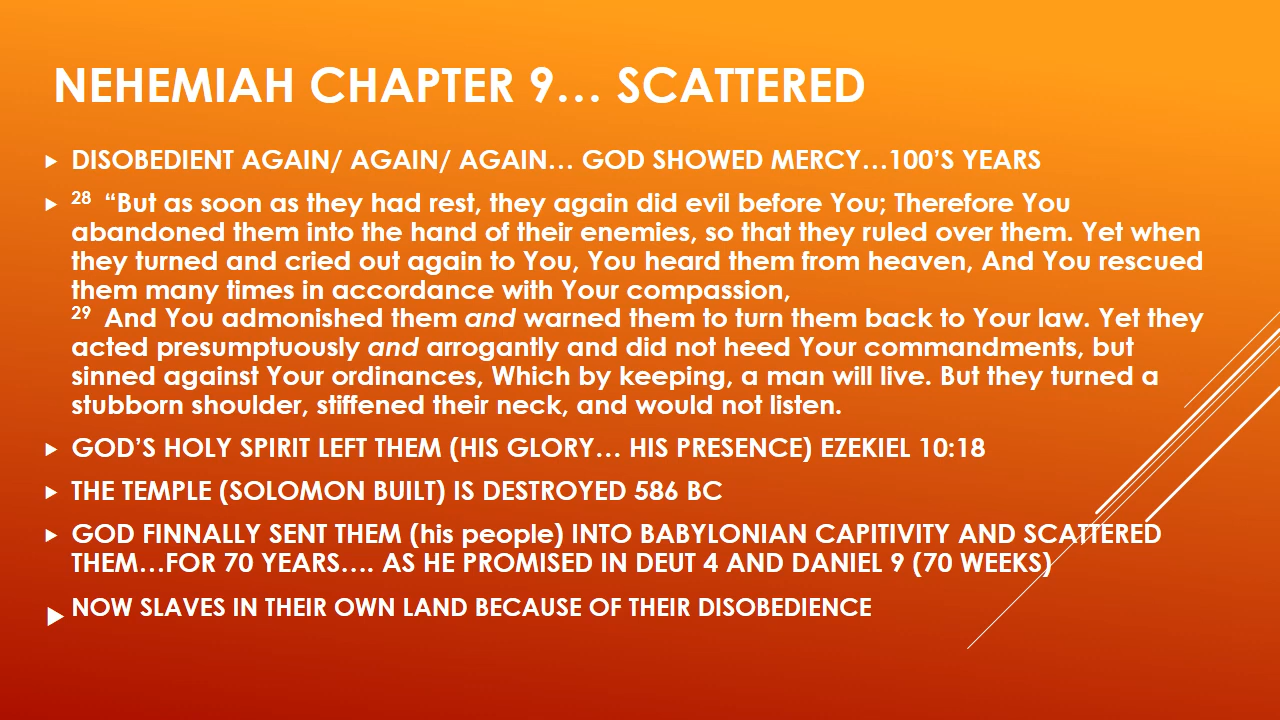 NEHEMIAH CHAPTER 9... SCATTERED
DISOBEDIENT AGAIN/ AGAIN/ AGAIN... GOD SHOWED MERCY...100'S YEARS
28 “But as soon as they had rest, they again did evil before You; Therefore You
abandoned them into the hand of their enemies, so that they ruled over them. Yet when
they turned and cried out again to You, You heard them from heaven, And You rescued
them many times in accordance with Your compassion,
29 And You admonished them and warned them to turn them back to Your law. Yet they
acted presumptuously and arrogantly and did not heed Your commandments, but
sinned against Your ordinances, Which by keeping, a man will live. But they turned a
stubborn shoulder, stiffened their neck, and would not listen.
GOD'S HOLY SPIRIT LEFT THEM (HIS GLORY... HIS PRESENCE) EZEKIEL 10:18
THE TEMPLE (SOLOMON BUILT) IS DESTROYED 586 BC
GOD FINNALLY SENT THEM (his people) INTO BABYLONIAN CAPITIVITY AND SCATTERED
THEM...FOR 70 YEARS.... AS HE PROMISED IN DEUT 4 AND DANIEL 9 (70 WEEKS)
NOW SLAVES IN THEIR OWN LAND BECAUSE OF THEIR DISOBEDIENCE